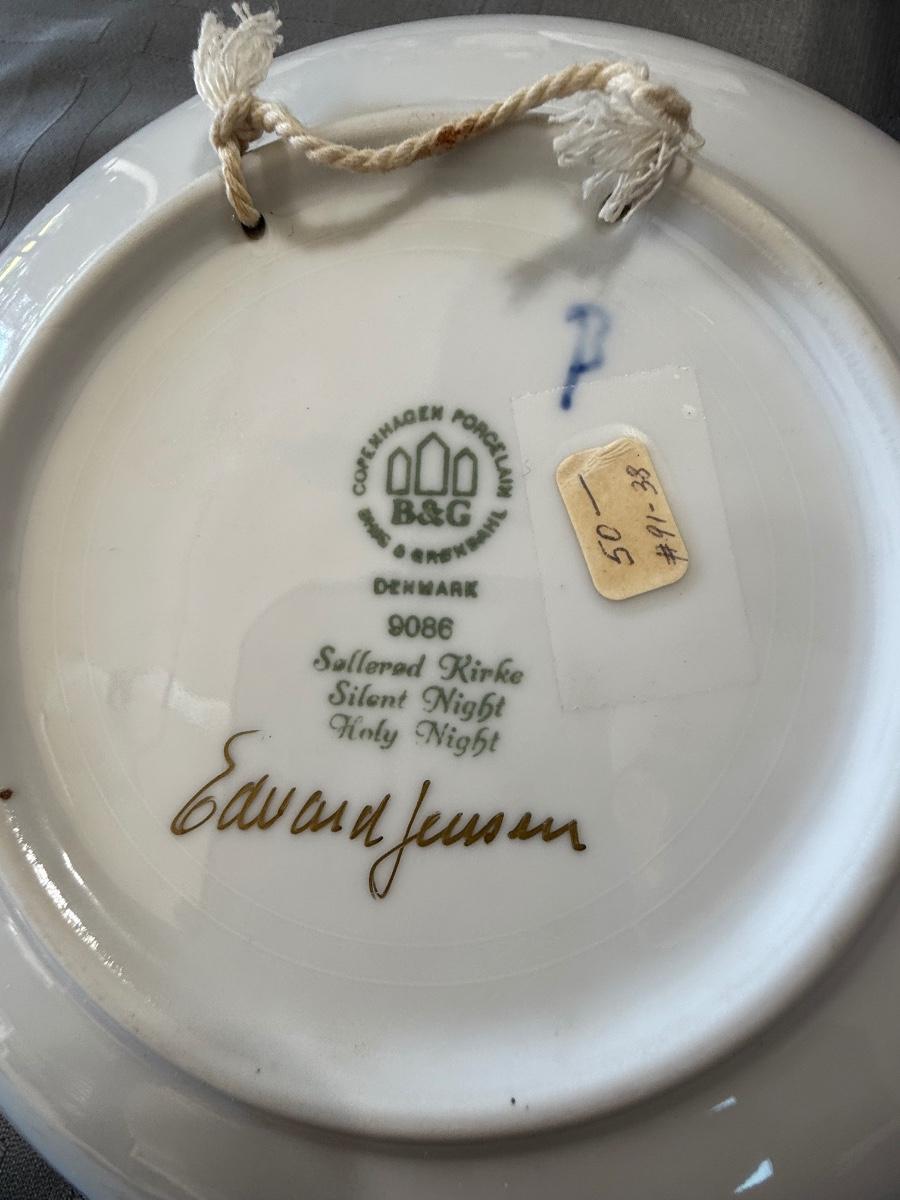 β
COPENHAGEN PORCELAIN
B&G
BING & GRØNDAHL
DENMARK
9086
Søllerød Kirke
Silent Night
Holy Night
Edvard Jensen
50—
#91-38